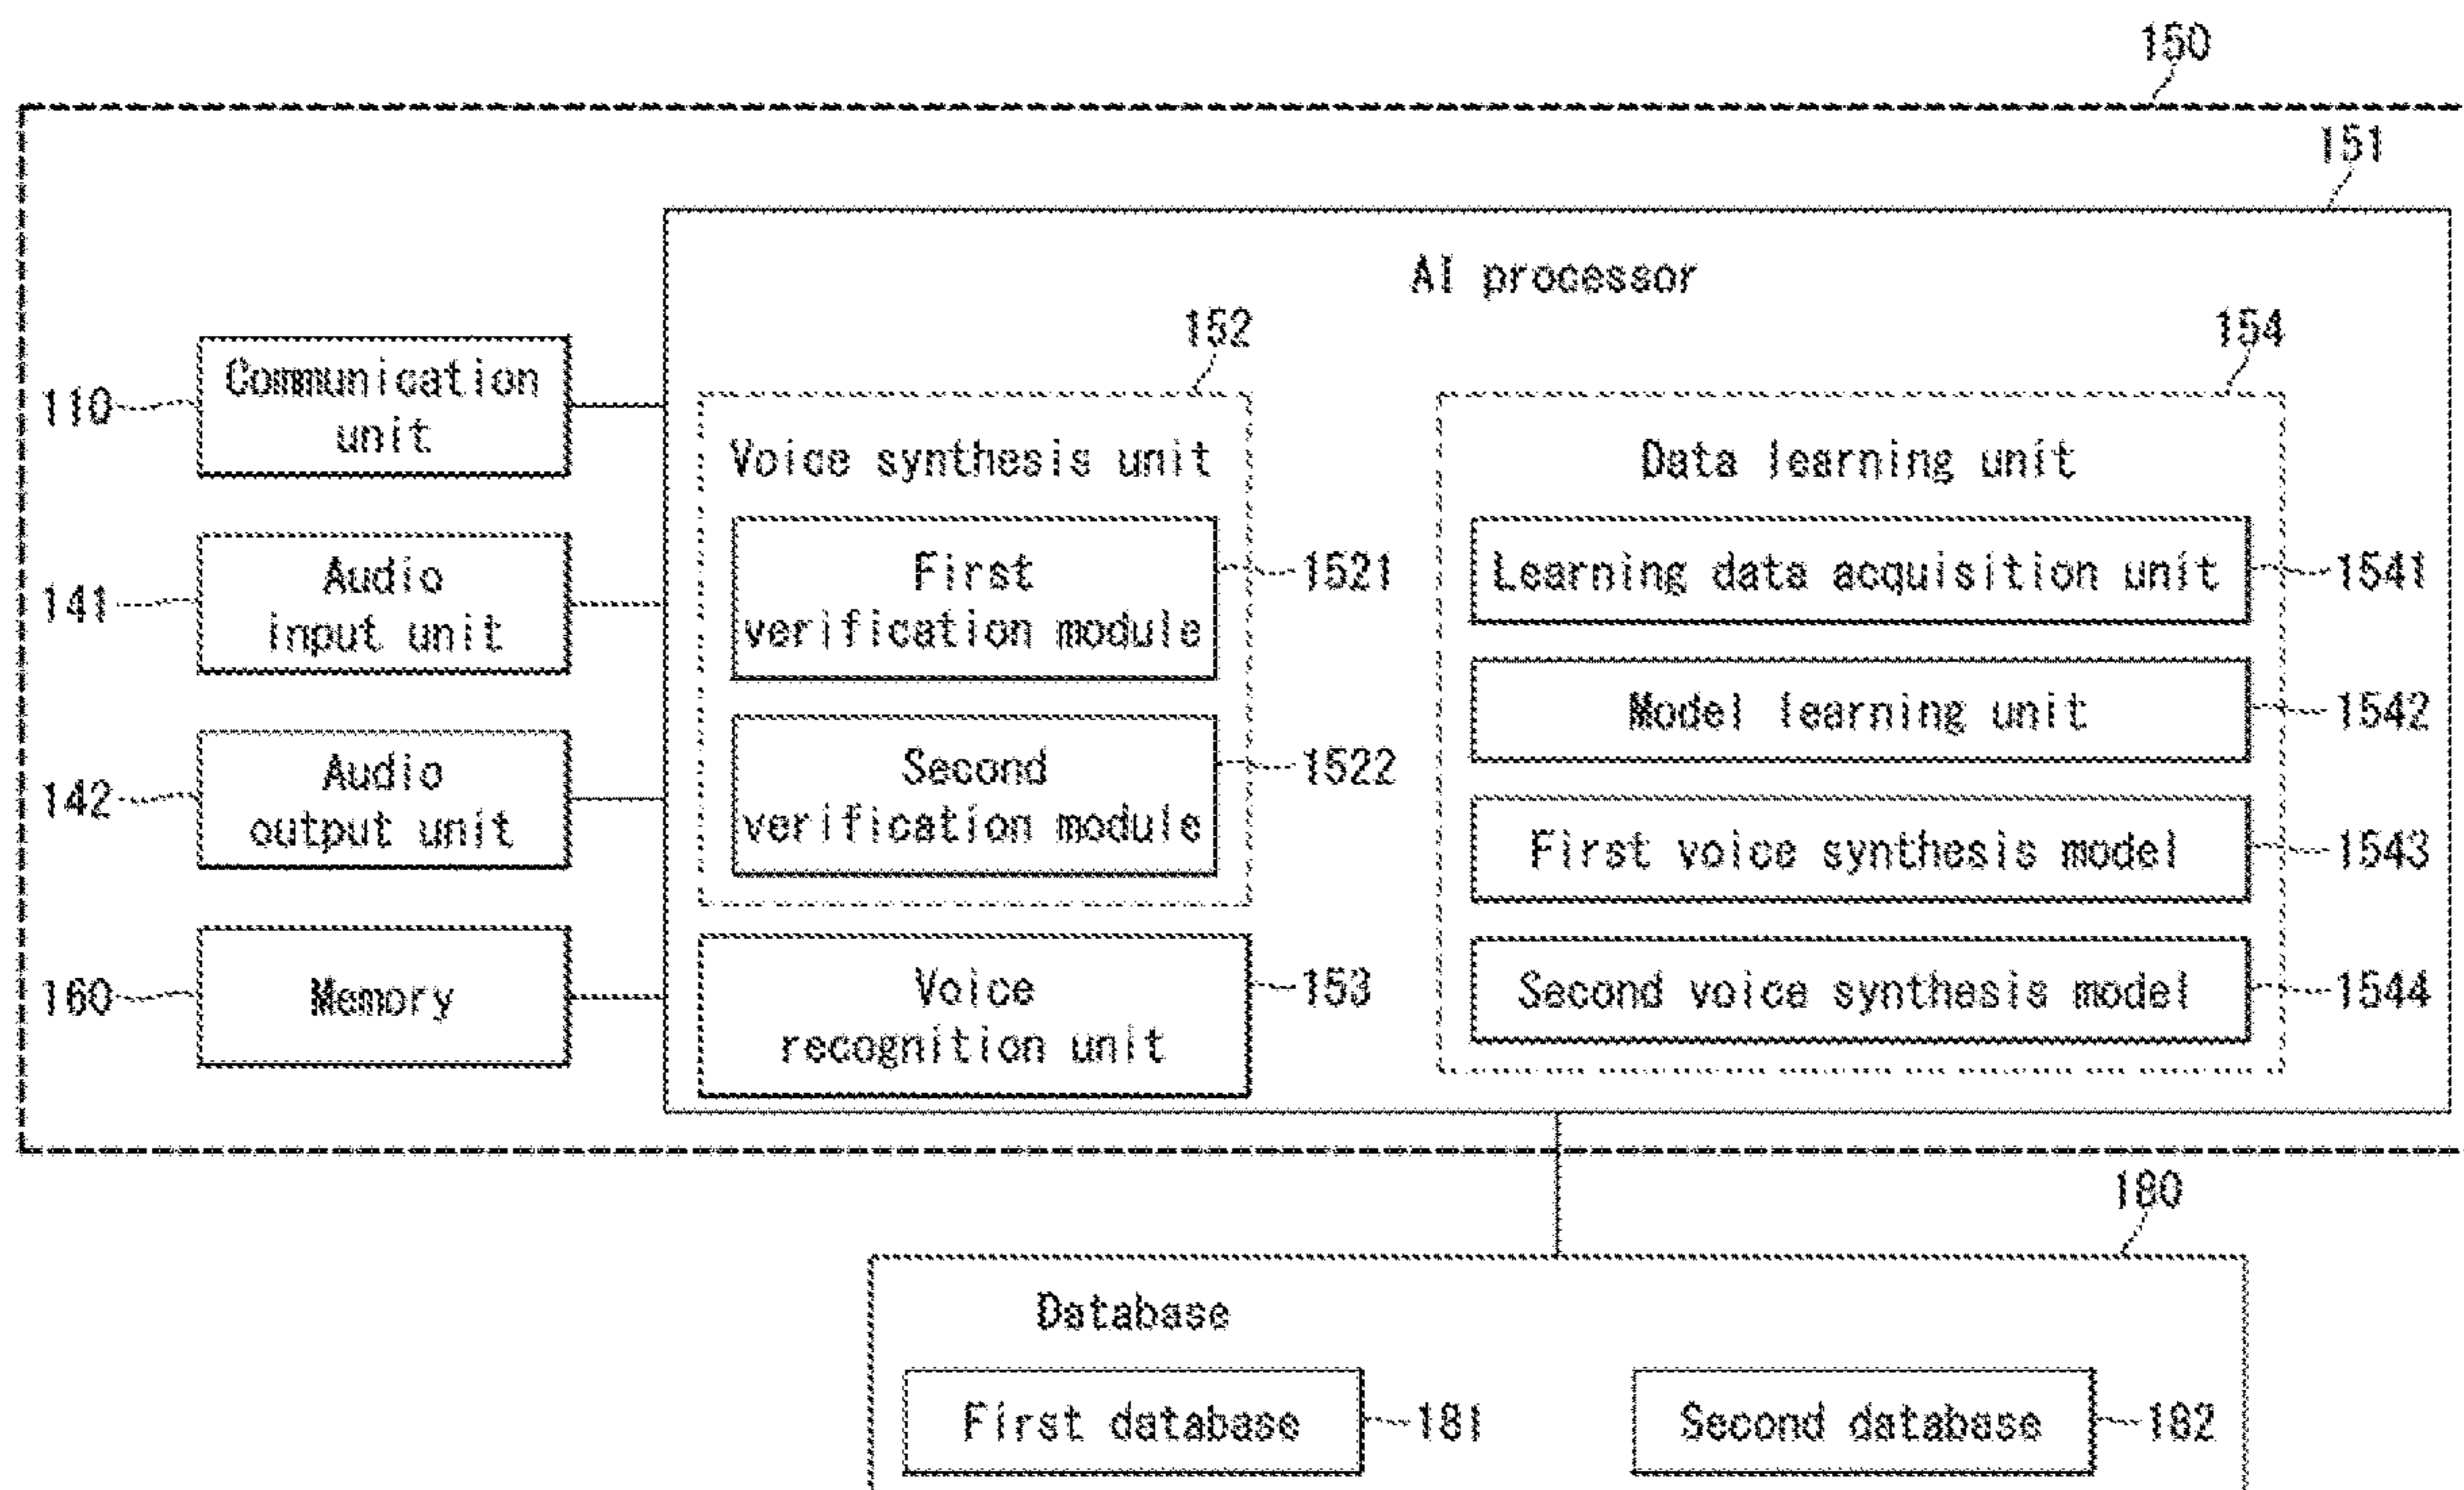 150
151
AI processor
152
154
110
Communication
unit
Voice synthesis unit
Data learning unit
141
Audio
input unit
First
verification module
1521
Learning data acquisition unit
1541
Model learning unit
1542
142
Audio
output unit
Second
verification module
1522
First voice synthesis model
1543
160
Memory
Voice
recognition unit
153
Second voice synthesis model
1544
180
Database
First database
181
Second database
182